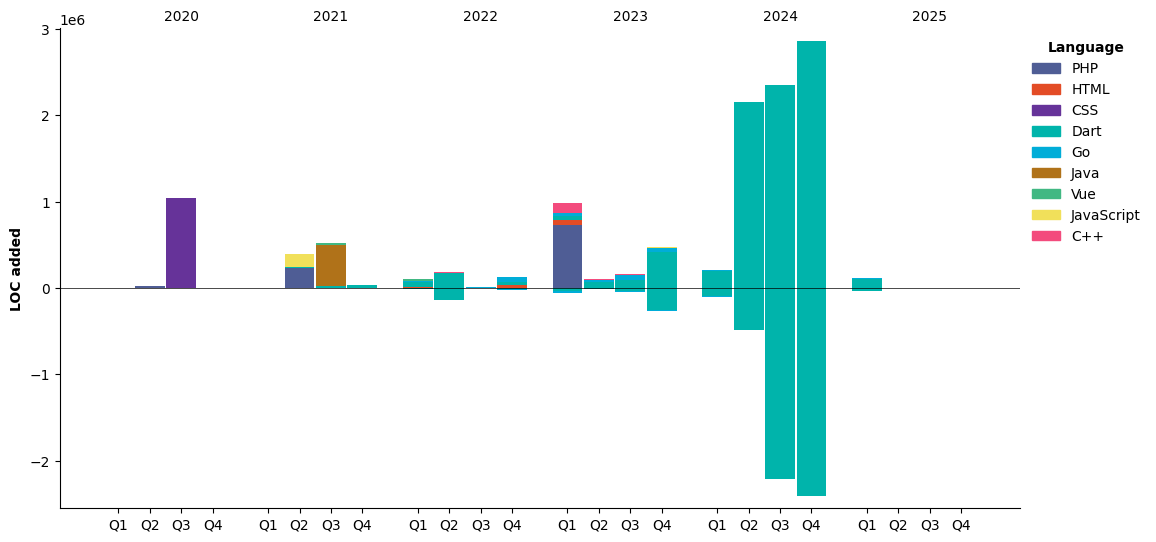 1e6
2020 2021 2022 2023 2024 2025
3
2
1
0
−1
−2
LOC added
Q1 Q2 Q3 Q4 Q1 Q2 Q3 Q4 Q1 Q2 Q3 Q4 Q1 Q2 Q3 Q4 Q1 Q2 Q3 Q4 Q1 Q2 Q3 Q4
Language
PHP
HTML
CSS
Dart
Go
Java
Vue
JavaScript
C++